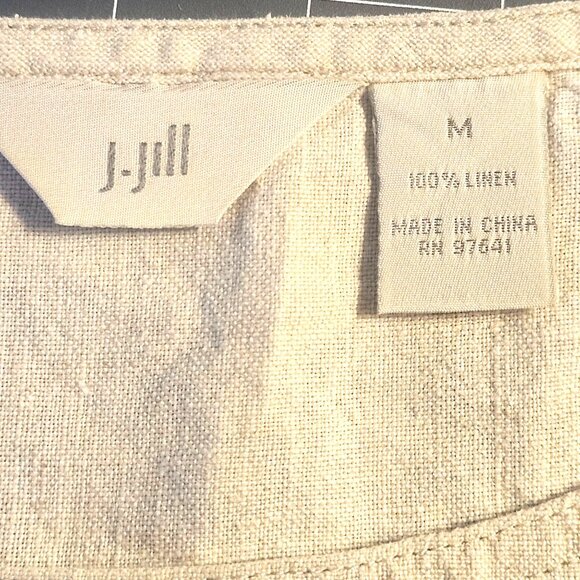 J.Jill
M
100% LINEN
MADE IN CHINA
RN 97641